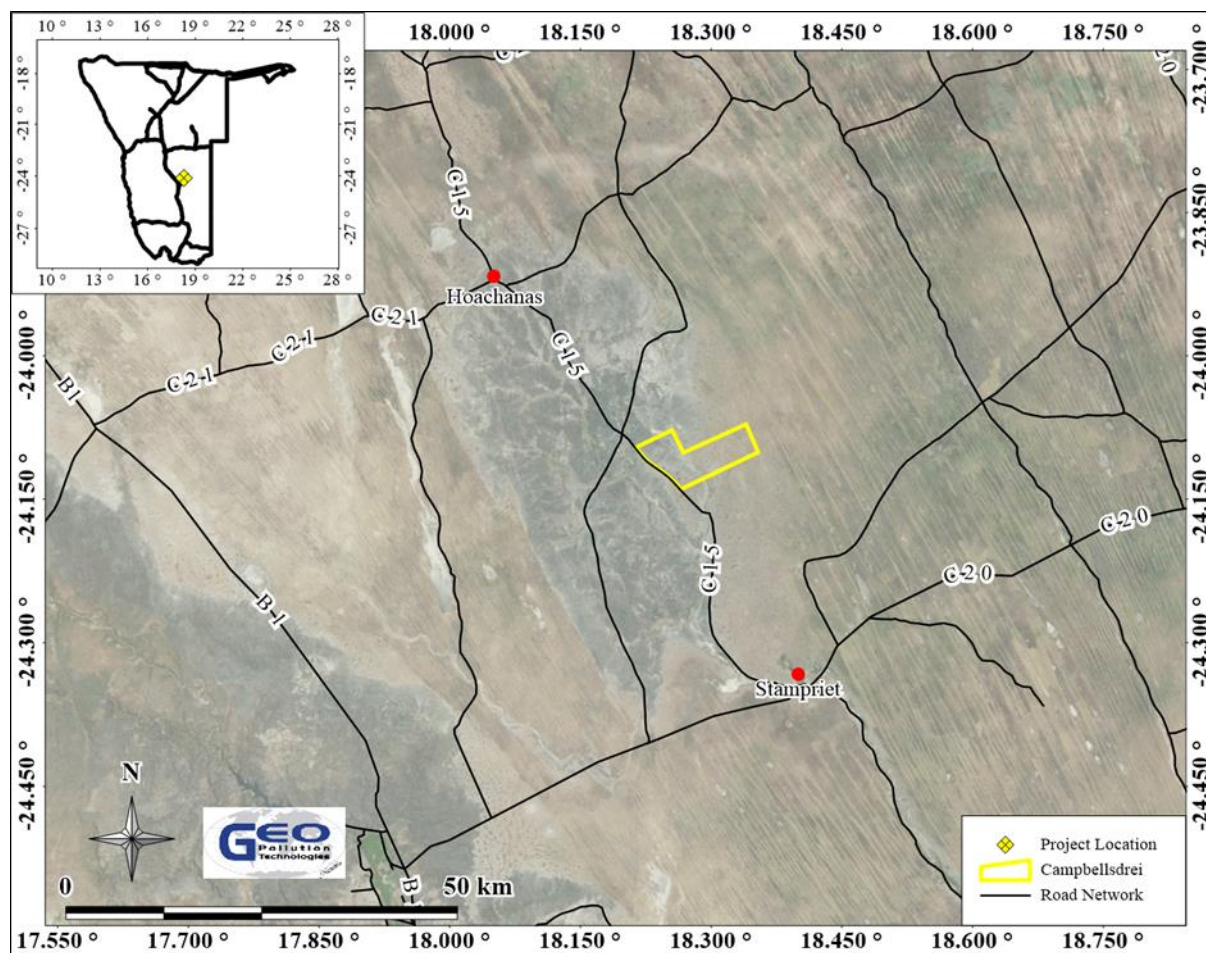 10 ° 13 ° 16 ° 19 ° 22 ° 25 ° 28 °
-18 °
-21 °
-24 °
-27 °
10 ° 13 ° 16 ° 19 ° 22 ° 25 ° 28 °
18.000 ° 18.150 ° 18.300 ° 18.450 ° 18.600 ° 18.750 °
-23.700 °
-23.850 °
-24.000 °
-24.150 °
-24.300 °
-24.450 °
-24.000 °
-24.150 °
-24.300 °
-24.450 °
C-1-5
Hoachanas
C-2-1
C-2-1
C-2-1
B1
C-1-5
C-2-0
C-2-0
B-1
C-1-5
Stampriet
N
GEO
Pollution
Technologies
0 50 km
Project Location
Campbellsdrei
Road Network
17.550 ° 17.700 ° 17.850 ° 18.000 ° 18.150 ° 18.300 ° 18.450 ° 18.600 ° 18.750 °